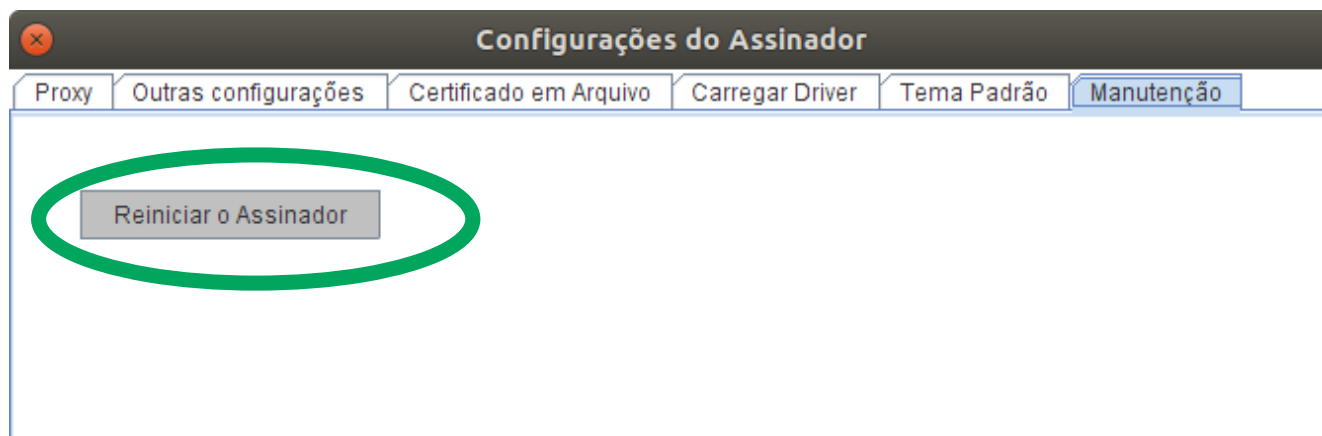 Configurações do Assinador
Proxy Outras configurações Certificado em Arquivo Carregar Driver Tema Padrão Manutenção
Reiniciar o Assinador